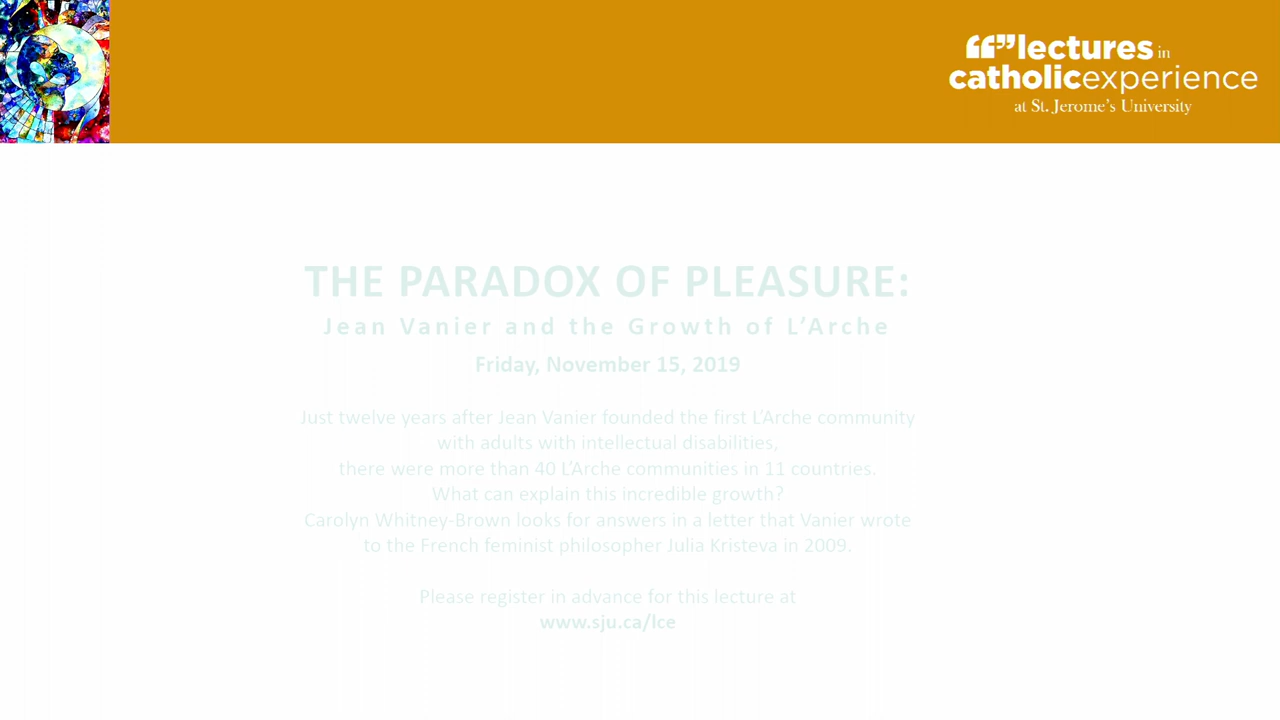 lectures in
catholicexperience
at St. Jerome's University
THE PARADOX OF PLEASURE:
Jean Vanier and the Growth of L'Arche
Friday, November 15, 2019
Just twelve years after Jean Vanier founded the first L'Arche community
with adults with intellectual disabilities,
there were more than 40 L'Arche communities in 11 countries.
What can explain this incredible growth?
Carolyn Whitney-Brown looks for answers in a letter that Vanier wrote
to the French feminist philosopher Julia Kristeva in 2009.
Please register in advance for this lecture at
www.sju.ca/lce